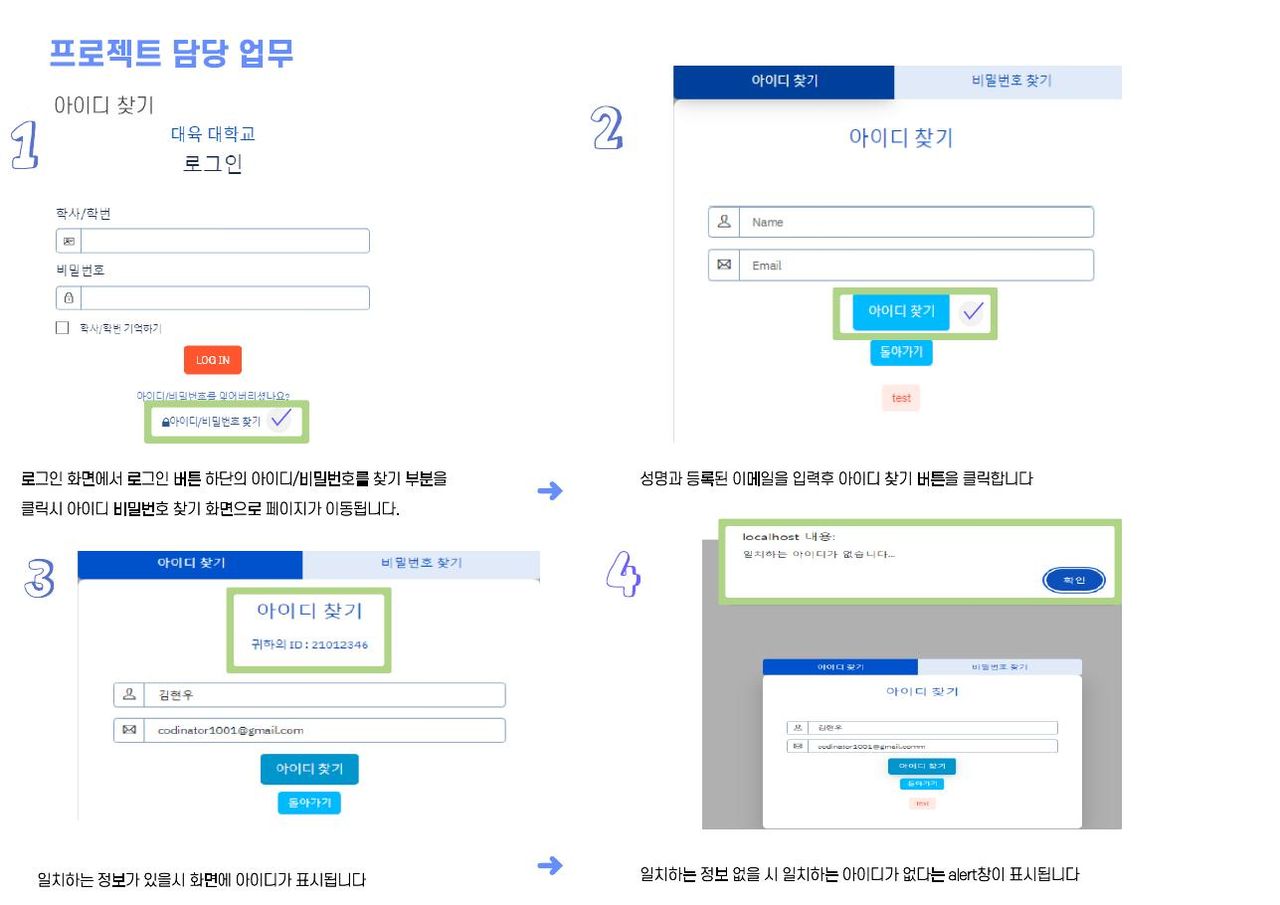 프로젝트 담당 업무
아이디 찾기
1
대육 대학교
로그인
학사/학번
비밀번호
학사/학번 기억하기
LOG IN
아이디/비밀번호를 잊어버리셨나요?
아이디/비밀번호 찾기
로그인 화면에서 로그인 버튼 하단의 아이디/비밀번호를 찾기 부분을
클릭시 아이디 비밀번호 찾기 화면으로 페이지가 이동됩니다.
2
아이디 찾기 비밀번호 찾기
아이디 찾기
Name
Email
아이디 찾기
돌아가기
test
성명과 등록된 이메일을 입력후 아이디 찾기 버튼을 클릭합니다
3
아이디 찾기 비밀번호 찾기
아이디 찾기
귀하의 ID : 21012346
김현우
codinator1001@gmail.com
아이디 찾기
돌아가기
일치하는 정보가 있을시 화면에 아이디가 표시됩니다
4
localhost 내용:
일치하는 아이디가 없습니다...
확인
아이디 찾기 비밀번호 찾기
아이디 찾기
김현우
codinator1001@gmail.comm
아이디 찾기
돌아가기
test
일치하는 정보 없을 시 일치하는 아이디가 없다는 alert창이 표시됩니다